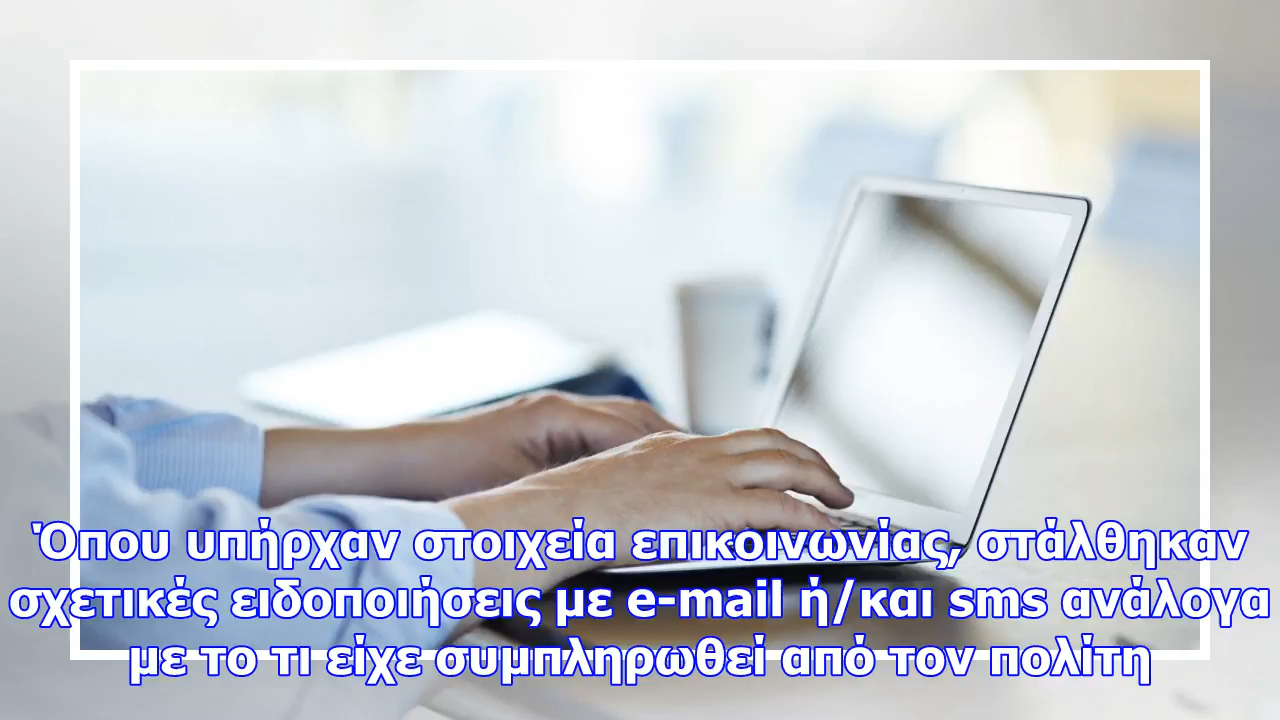 Όπου υπήρχαν στοιχεία επικοινωνίας, στάλθηκαν
σχετικές ειδοποιήσεις με e-mail ή/και sms ανάλογα
με το τι είχε συμπληρωθεί από τον πολίτη